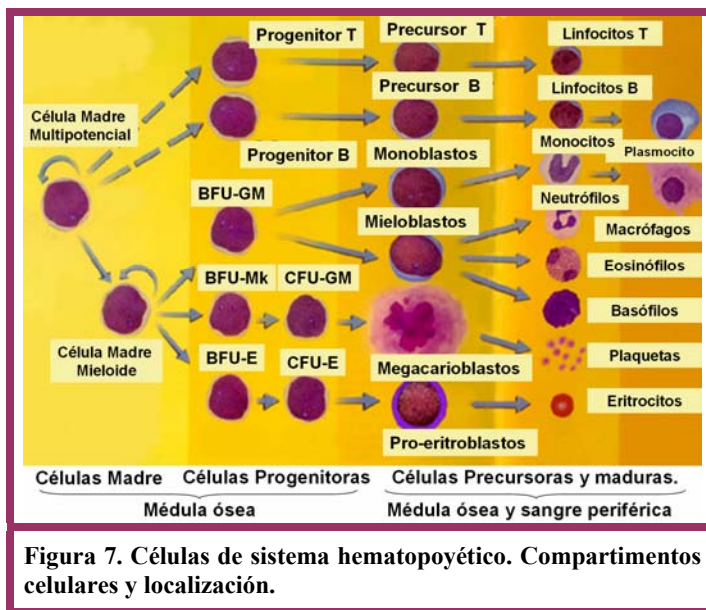 Progenitor T
Precursor T
Linfocitos T
Célula Madre
Multipotencial
Precursor B
Linfocitos B
Progenitor B
Monoblastos
Monocitos
Plasmocito
BFU-GM
Mieloblastos
Neutrófilos
Macrófagos
BFU-Mk
CFU-GM
Eosinófilos
Célula Madre
Mieloide
Basófilos
BFU-E
CFU-E
Megacarioblastos
Plaquetas
Eritrocitos
Pro-eritroblastos
Células Madre
Células Progenitoras
Células Precursoras y maduras.
Médula ósea
Médula ósea y sangre periférica
Figura 7. Células de sistema hematopoyético. Compartimentos
celulares y localización.